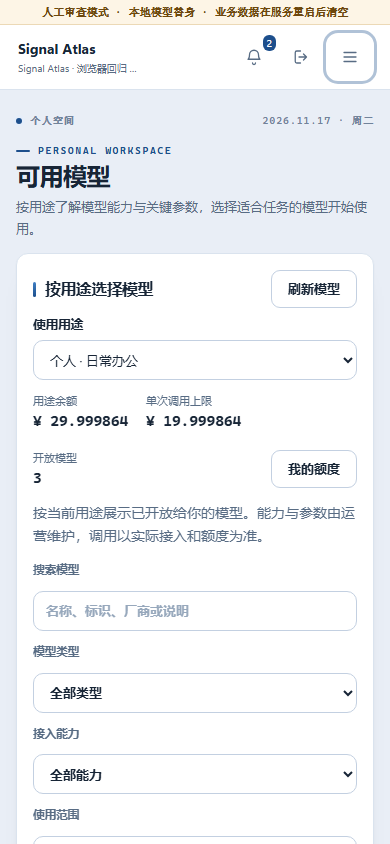 人工审查模式 · 本地模型替身 · 业务数据在服务重启后清空
Signal Atlas
Signal Atlas · 浏览器回归 ...
2
个人空间
2026.11.17 · 周二
PERSONAL WORKSPACE
可用模型
按用途了解模型能力与关键参数，选择适合任务的模型开始使
用。
按用途选择模型
刷新模型
使用用途
个人 · 日常办公
用途余额
单次调用上限
¥ 29.999864
¥ 19.999864
开放模型
3
我的额度
按当前用途展示已开放给你的模型。能力与参数由运
营维护，调用以实际接入和额度为准。
搜索模型
名称、标识、厂商或说明
模型类型
全部类型
接入能力
全部能力
使用范围